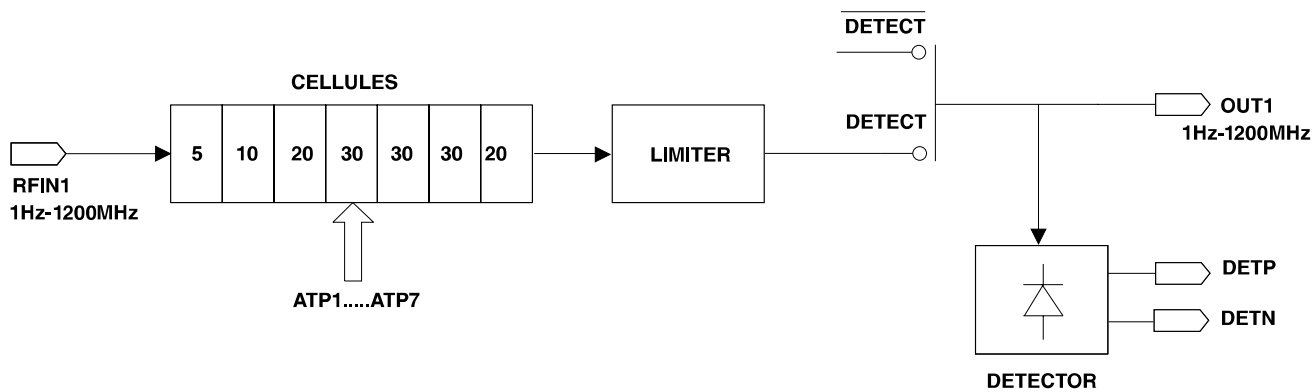 DETECT
CELLULES
DETECT
OUT1
1Hz-1200MHz
5 10 20 30 30 30 20
LIMITER
RFIN1
1Hz-1200MHz
ATP1.....ATP7
DETP
DETN
DETECTOR